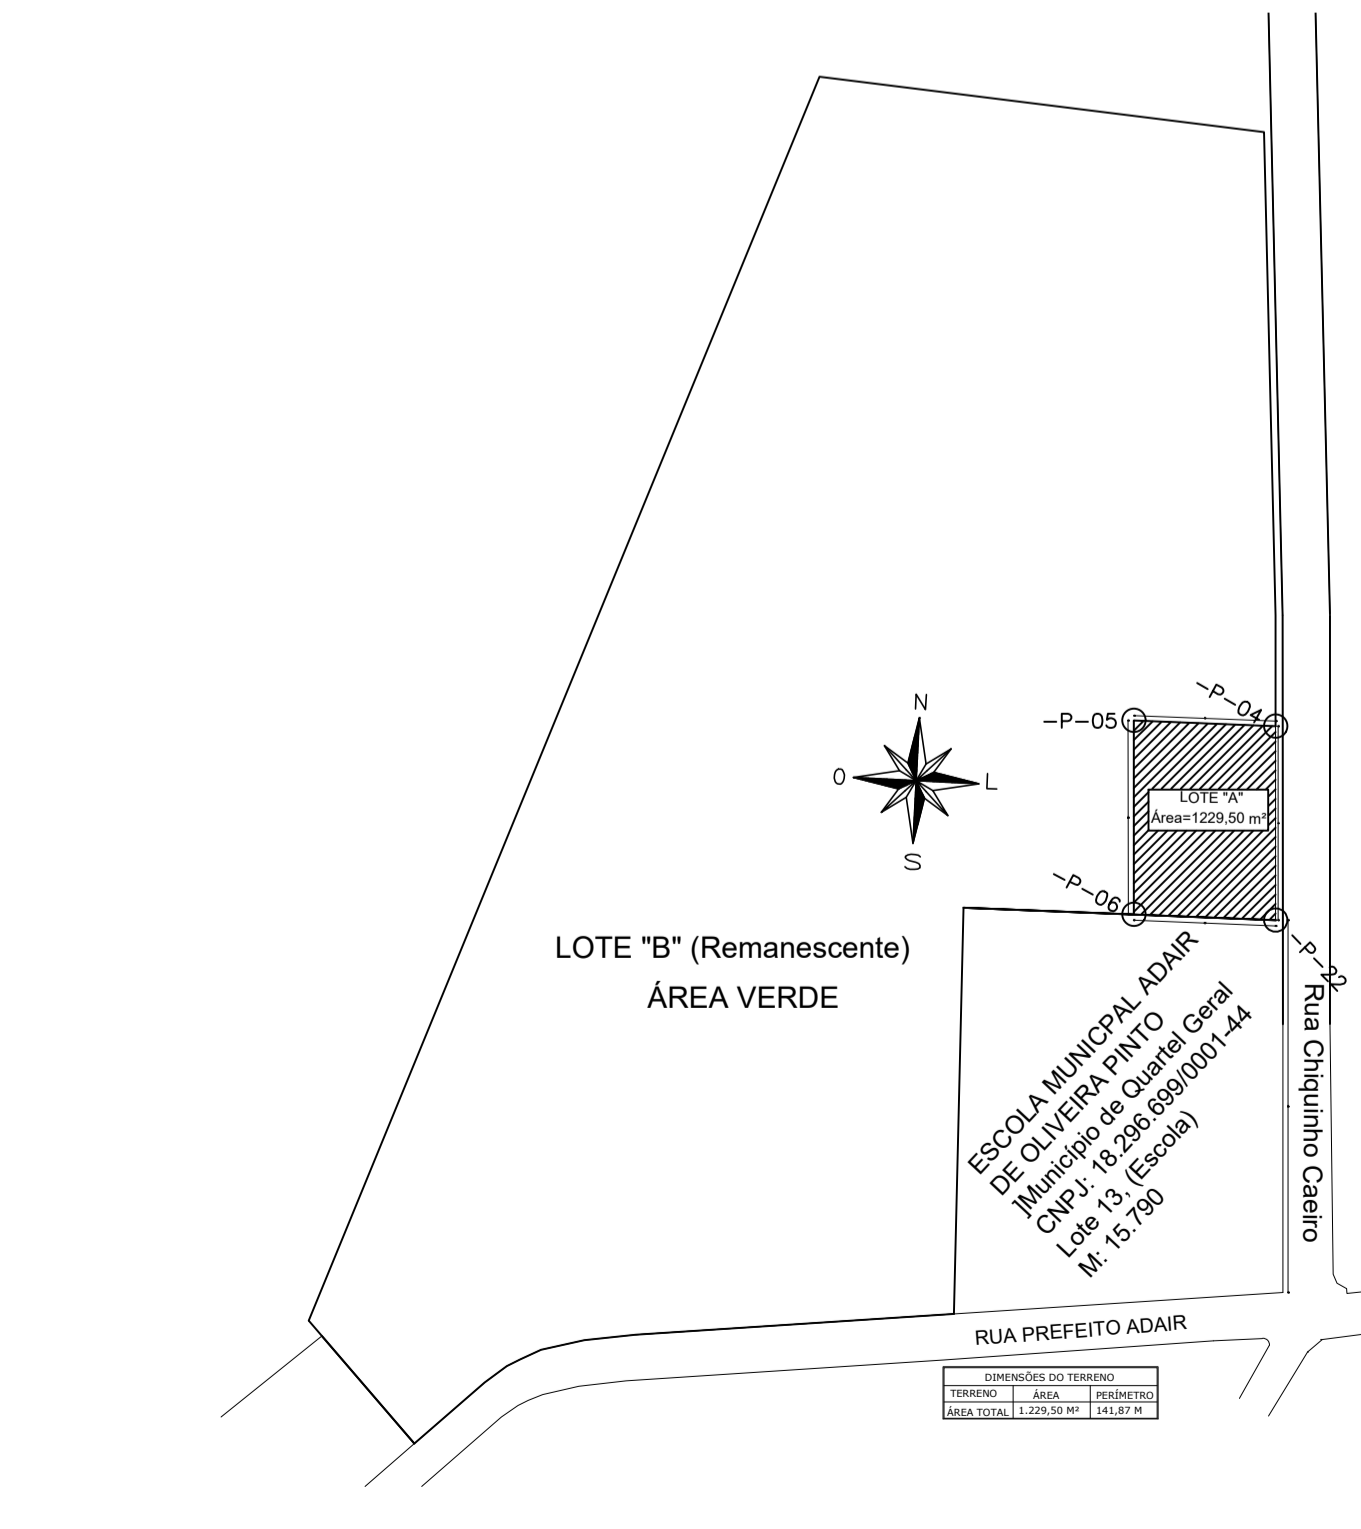 N
O
L
S
-P-04
-P-05
LOTE "A"
Área=1229,50 m²
-P-06
-P-22
LOTE "B" (Remanescente)
ÁREA VERDE
ESCOLA MUNICPAL ADAIR
DE OLIVEIRA PINTO
]Município de Quartel Geral
CNPJ: 18.296.699/0001-44
Lote 13, (Escola)
M: 15.790
Rua Chiquinho Caeiro
RUA PREFEITO ADAIR
DIMENSÕES DO TERRENO
TERRENO ÁREA PERÍMETRO
ÁREA TOTAL 1.229,50 M² 141,87 M